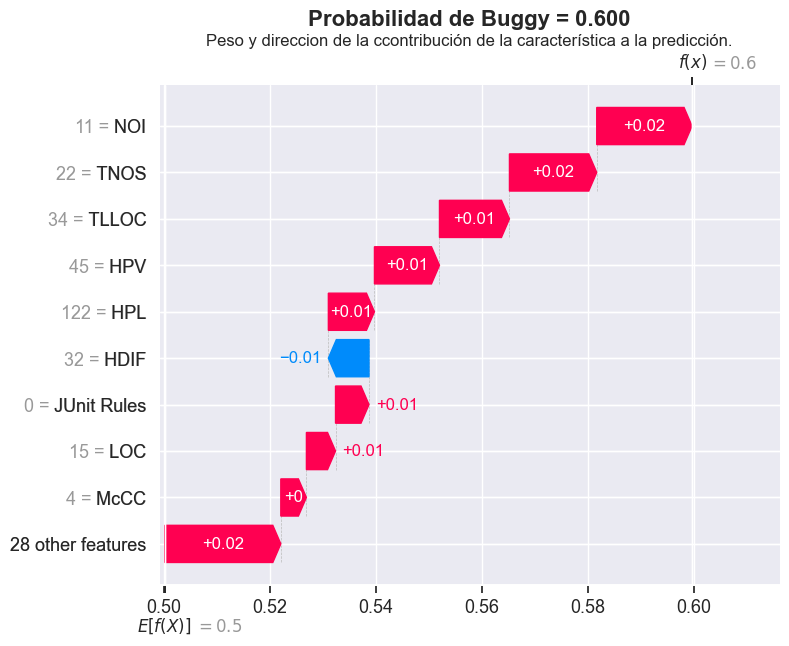 Probabilidad de Buggy = 0.600
Peso y direccion de la ccontribución de la característica a la predicción.
f(x) = 0.6
11 = NOI
+0.02
22 = TNOS
+0.02
34 = TLLOC
+0.01
45 = HPV
+0.01
122 = HPL
+0.01
32 = HDIF
−0.01
0 = JUnit Rules
+0.01
15 = LOC
+0.01
4 = McCC
+0
28 other features
+0.02
0.50 0.52 0.54 0.56 0.58 0.60
E[f(X)] = 0.5